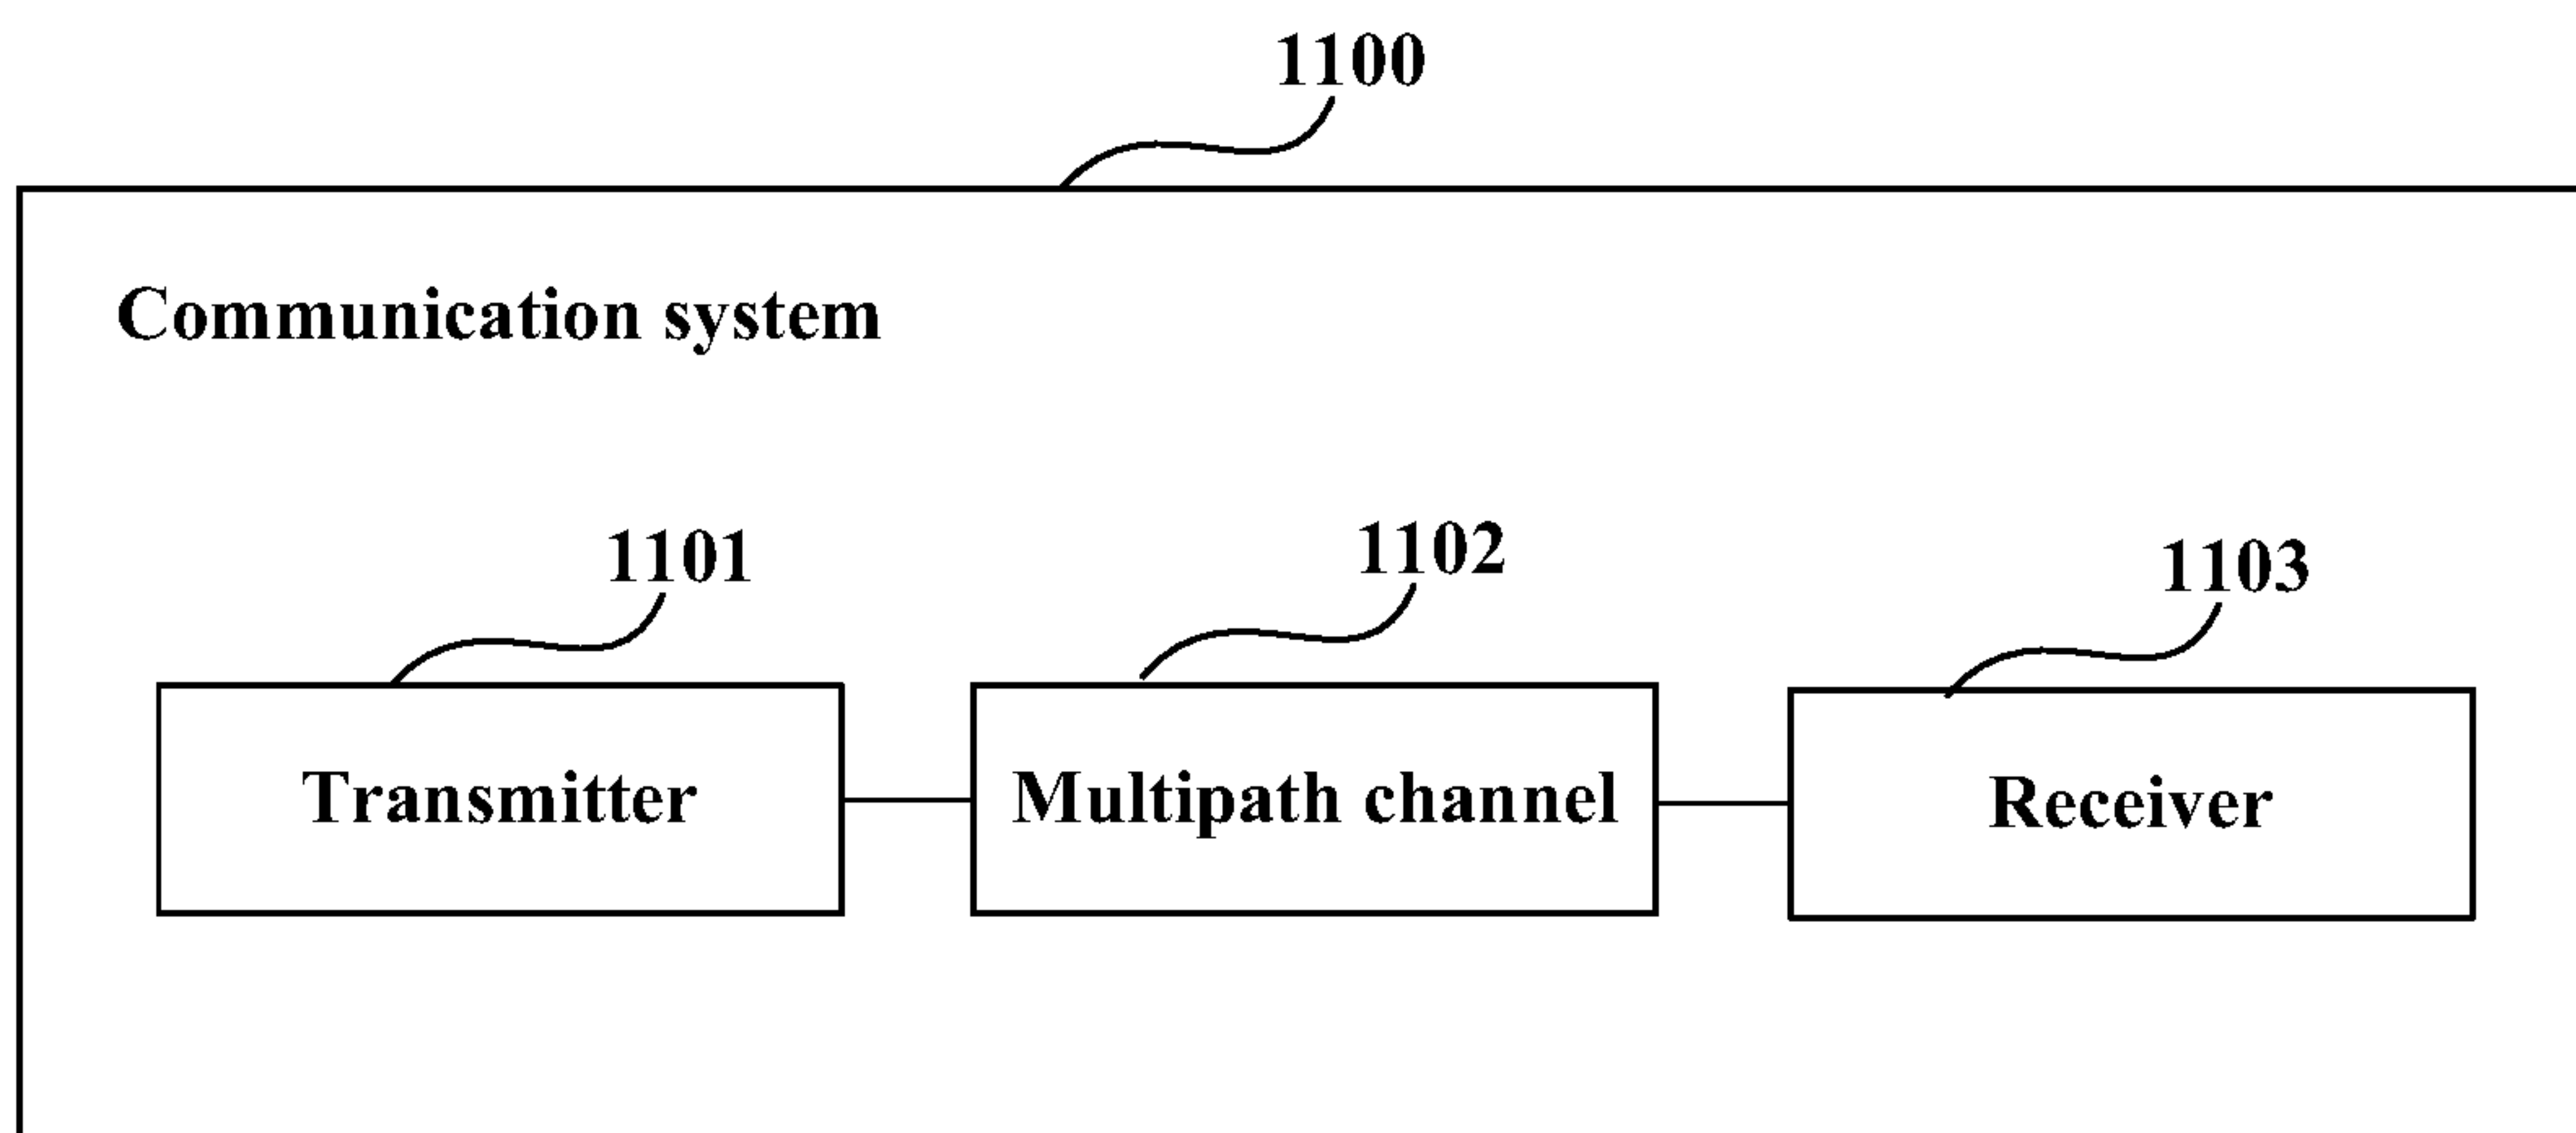 1100
Communication system
1101
1102
1103
Transmitter
Multipath channel
Receiver